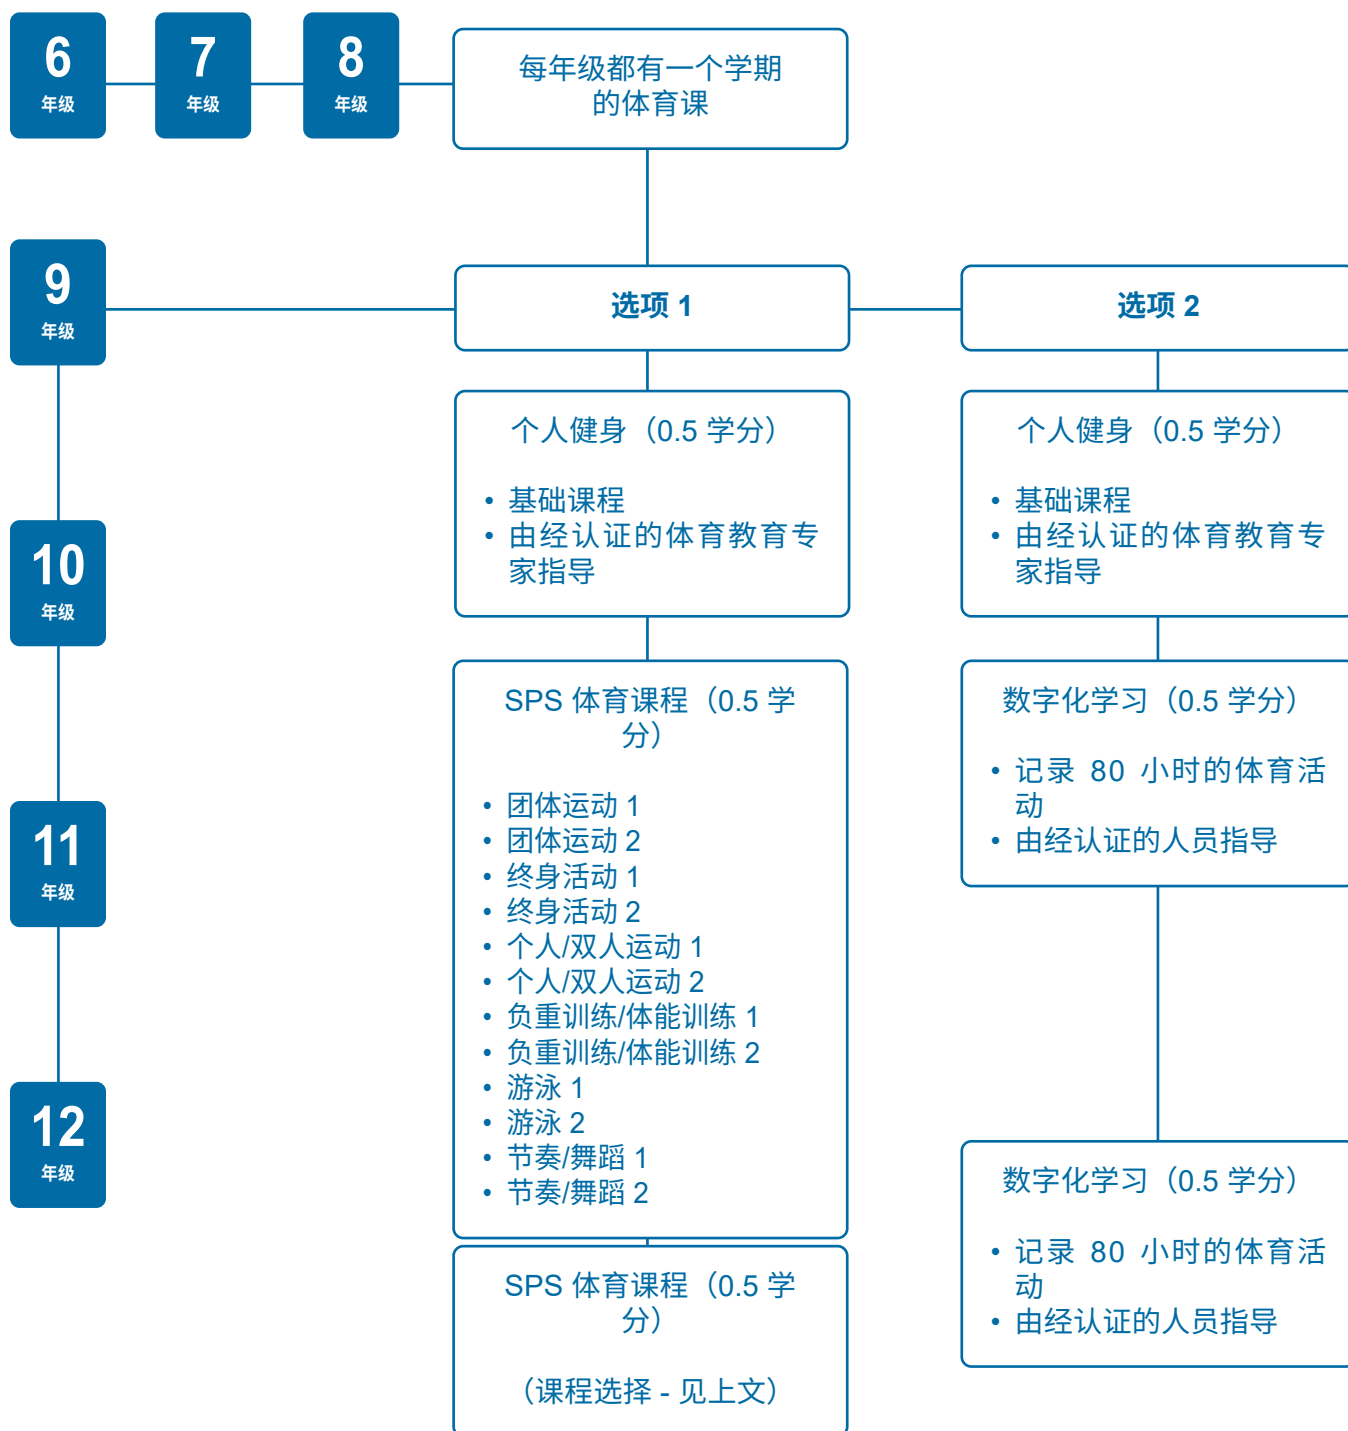 6
年级
7
年级
8
年级
每年级都有一个学期
的体育课
9
年级
选项 1
选项 2
个人健身（0.5 学分）
• 基础课程
• 由经认证的体育教育专
家指导
个人健身（0.5 学分）
• 基础课程
• 由经认证的体育教育专
家指导
10
年级
SPS 体育课程（0.5 学
分）
• 团体运动 1
• 团体运动 2
• 终身活动 1
• 终身活动 2
• 个人/双人运动 1
• 个人/双人运动 2
• 负重训练/体能训练 1
• 负重训练/体能训练 2
• 游泳 1
• 游泳 2
• 节奏/舞蹈 1
• 节奏/舞蹈 2
数字化学习（0.5 学分）
• 记录 80 小时的体育活
动
• 由经认证的人员指导
11
年级
12
年级
数字化学习（0.5 学分）
• 记录 80 小时的体育活
动
• 由经认证的人员指导
SPS 体育课程（0.5 学
分）
（课程选择 - 见上文）